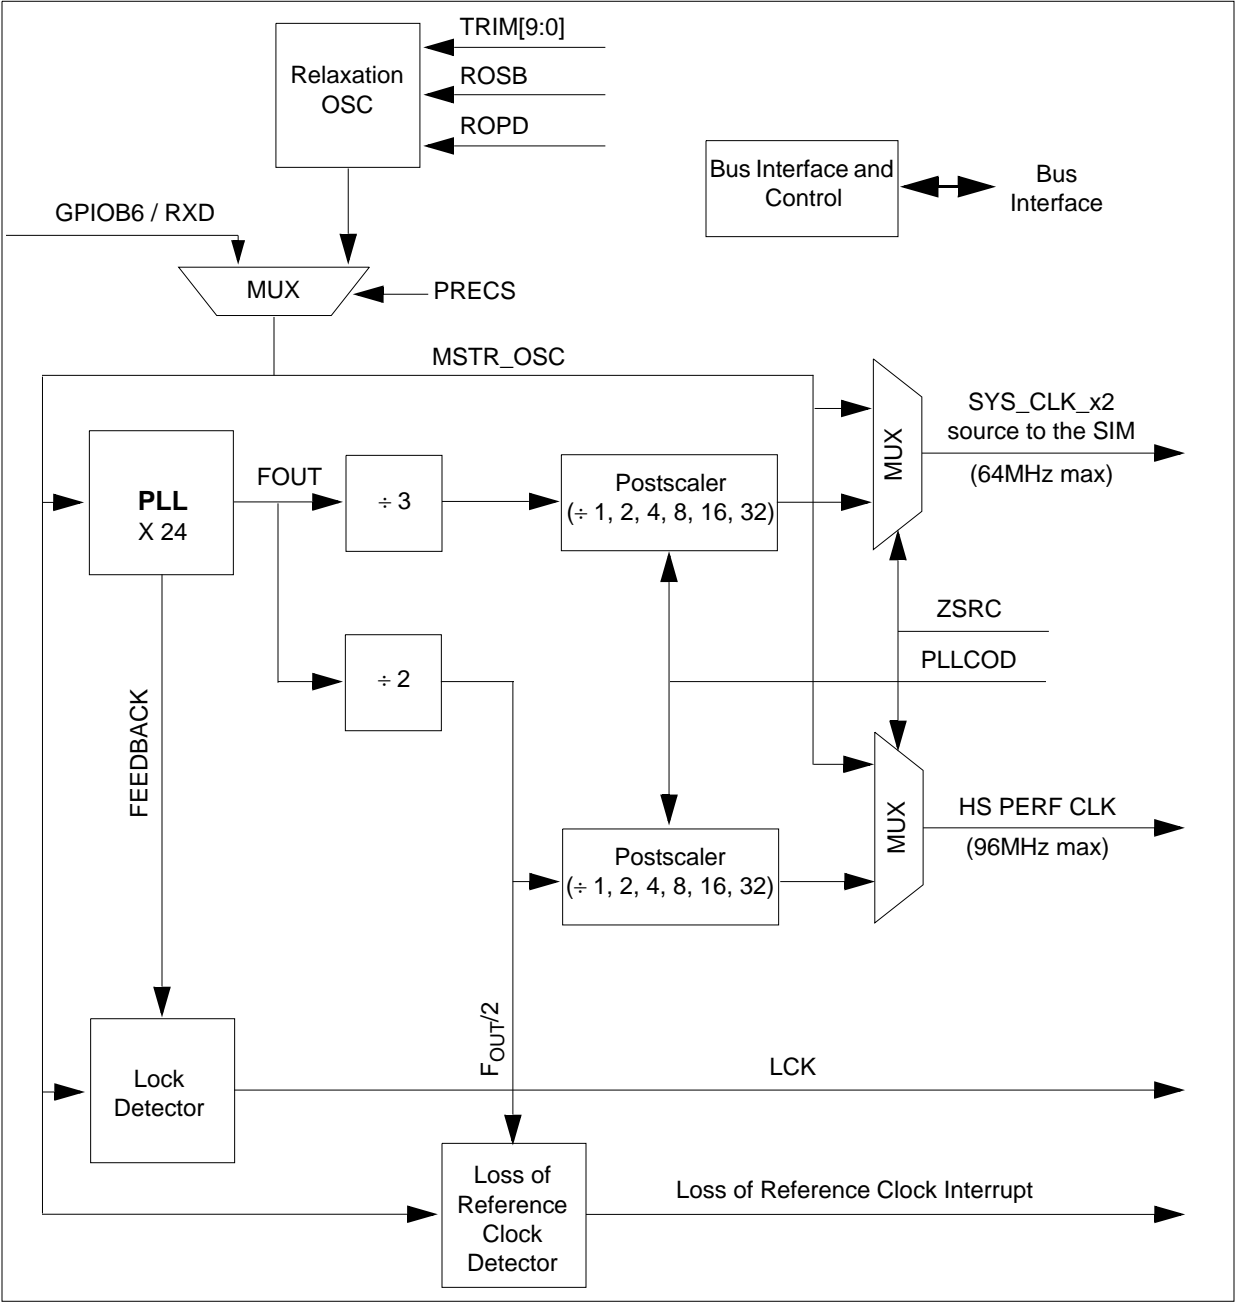 TRIM[9:0]
Relaxation
OSC
ROSB
ROPD
Bus Interface and
Control
Bus
Interface
GPIOB6 / RXD
MUX
PRECS
MSTR_OSC
MUX
SYS_CLK_x2
source to the SIM
(64MHz max)
PLL
X 24
FOUT
÷ 3
Postscaler
(÷ 1, 2, 4, 8, 16, 32)
ZSRC
PLLCOD
÷ 2
FEEDBACK
MUX
HS PERF CLK
(96MHz max)
Postscaler
(÷ 1, 2, 4, 8, 16, 32)
FOUT/2
Lock
Detector
LCK
Loss of
Reference
Clock
Detector
Loss of Reference Clock Interrupt